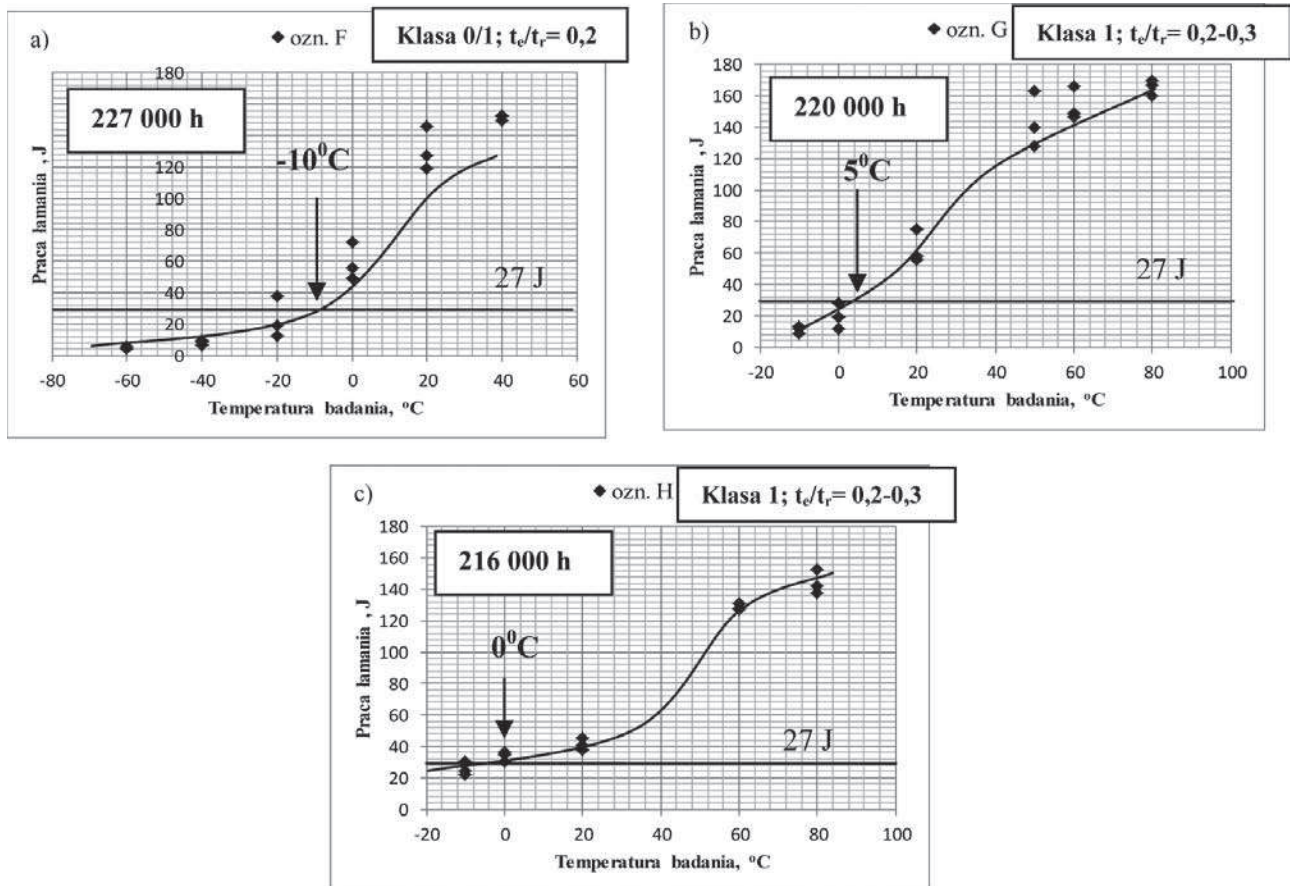 a)
◆ ozn. F
Klasa 0/1; tₑ/tᵣ= 0,2
227 000 h
-10⁰C
27 J
Praca łamania , J
180
160
140
120
100
80
60
40
20
0
-80 -60 -40 -20 0 20 40 60
Temperatura badania, °C
b)
◆ ozn. G
Klasa 1; tₑ/tᵣ= 0,2-0,3
220 000 h
5⁰C
27 J
Praca łamania , J
180
160
140
120
100
80
60
40
20
0
-20 0 20 40 60 80 100
Temperatura badania, °C
c)
◆ ozn. H
Klasa 1; tₑ/tᵣ= 0,2-0,3
216 000 h
0⁰C
27 J
Praca łamania , J
180
160
140
120
100
80
60
40
20
0
-20 0 20 40 60 80 100
Temperatura badania, °C